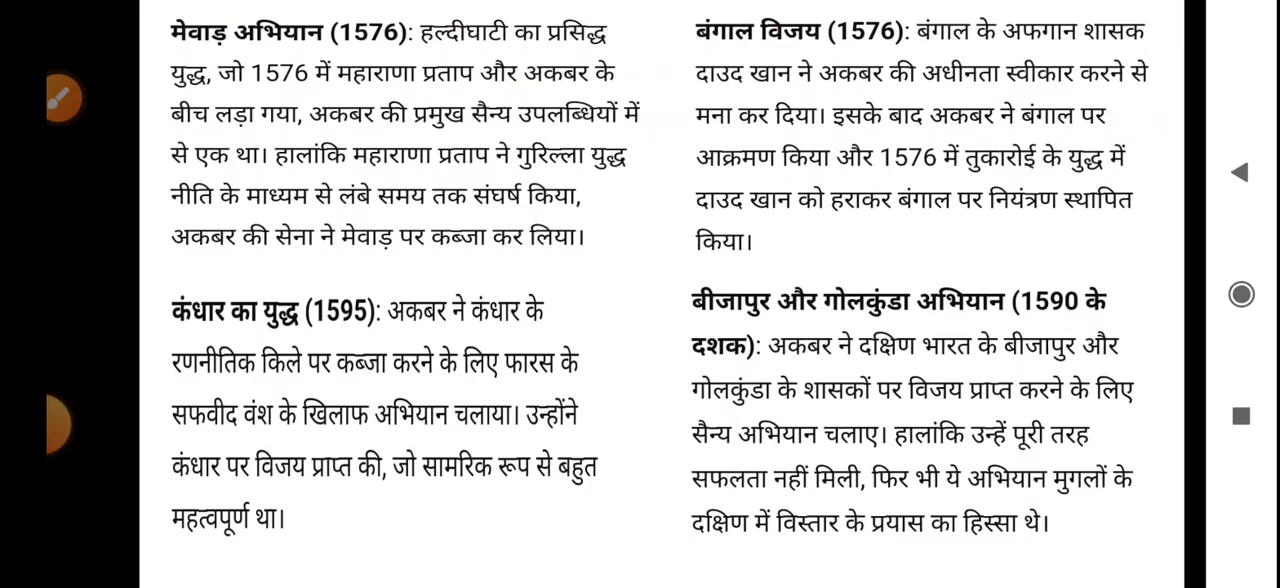 मेवाड़ अभियान (1576): हल्दीघाटी का प्रसिद्ध
युद्ध, जो 1576 में महाराणा प्रताप और अकबर के
बीच लड़ा गया, अकबर की प्रमुख सैन्य उपलब्धियों में
से एक था। हालांकि महाराणा प्रताप ने गुरिल्ला युद्ध
नीति के माध्यम से लंबे समय तक संघर्ष किया,
अकबर की सेना ने मेवाड़ पर कब्जा कर लिया।
कंधार का युद्ध (1595): अकबर ने कंधार के
रणनीतिक किले पर कब्जा करने के लिए फारस के
सफवीद वंश के खिलाफ अभियान चलाया। उन्होंने
कंधार पर विजय प्राप्त की, जो सामरिक रूप से बहुत
महत्वपूर्ण था।
बंगाल विजय (1576): बंगाल के अफगान शासक
दाउद खान ने अकबर की अधीनता स्वीकार करने से
मना कर दिया। इसके बाद अकबर ने बंगाल पर
आक्रमण किया और 1576 में तुकारोई के युद्ध में
दाउद खान को हराकर बंगाल पर नियंत्रण स्थापित
किया।
बीजापुर और गोलकुंडा अभियान (1590 के
दशक): अकबर ने दक्षिण भारत के बीजापुर और
गोलकुंडा के शासकों पर विजय प्राप्त करने के लिए
सैन्य अभियान चलाए। हालांकि उन्हें पूरी तरह
सफलता नहीं मिली, फिर भी ये अभियान मुगलों के
दक्षिण में विस्तार के प्रयास का हिस्सा थे।